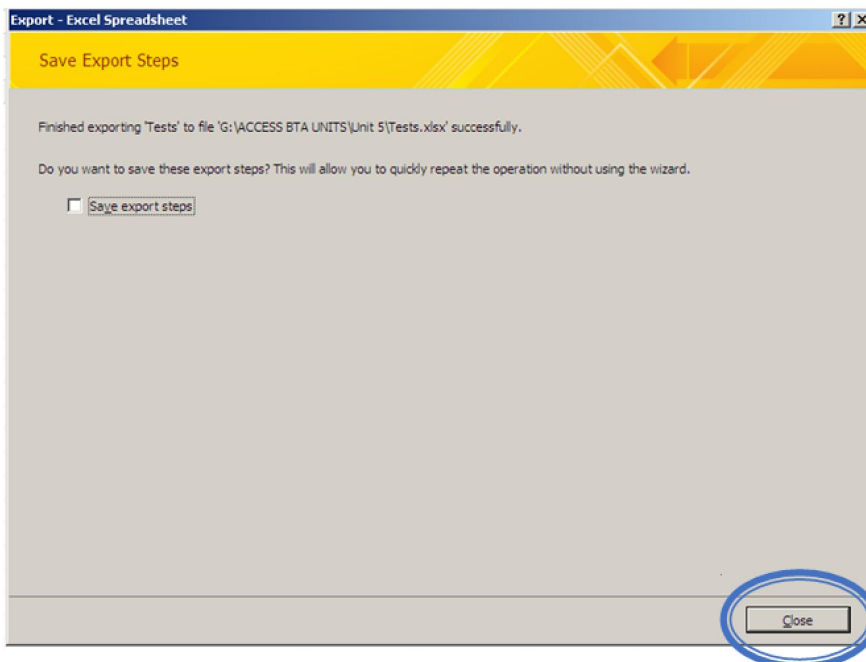 Export - Excel Spreadsheet
Save Export Steps
Finished exporting 'Tests' to file 'G:\ACCESS BTA UNITS\Unit 5\Tests.xlsx' successfully.
Do you want to save these export steps? This will allow you to quickly repeat the operation without using the wizard.
Save export steps
Close